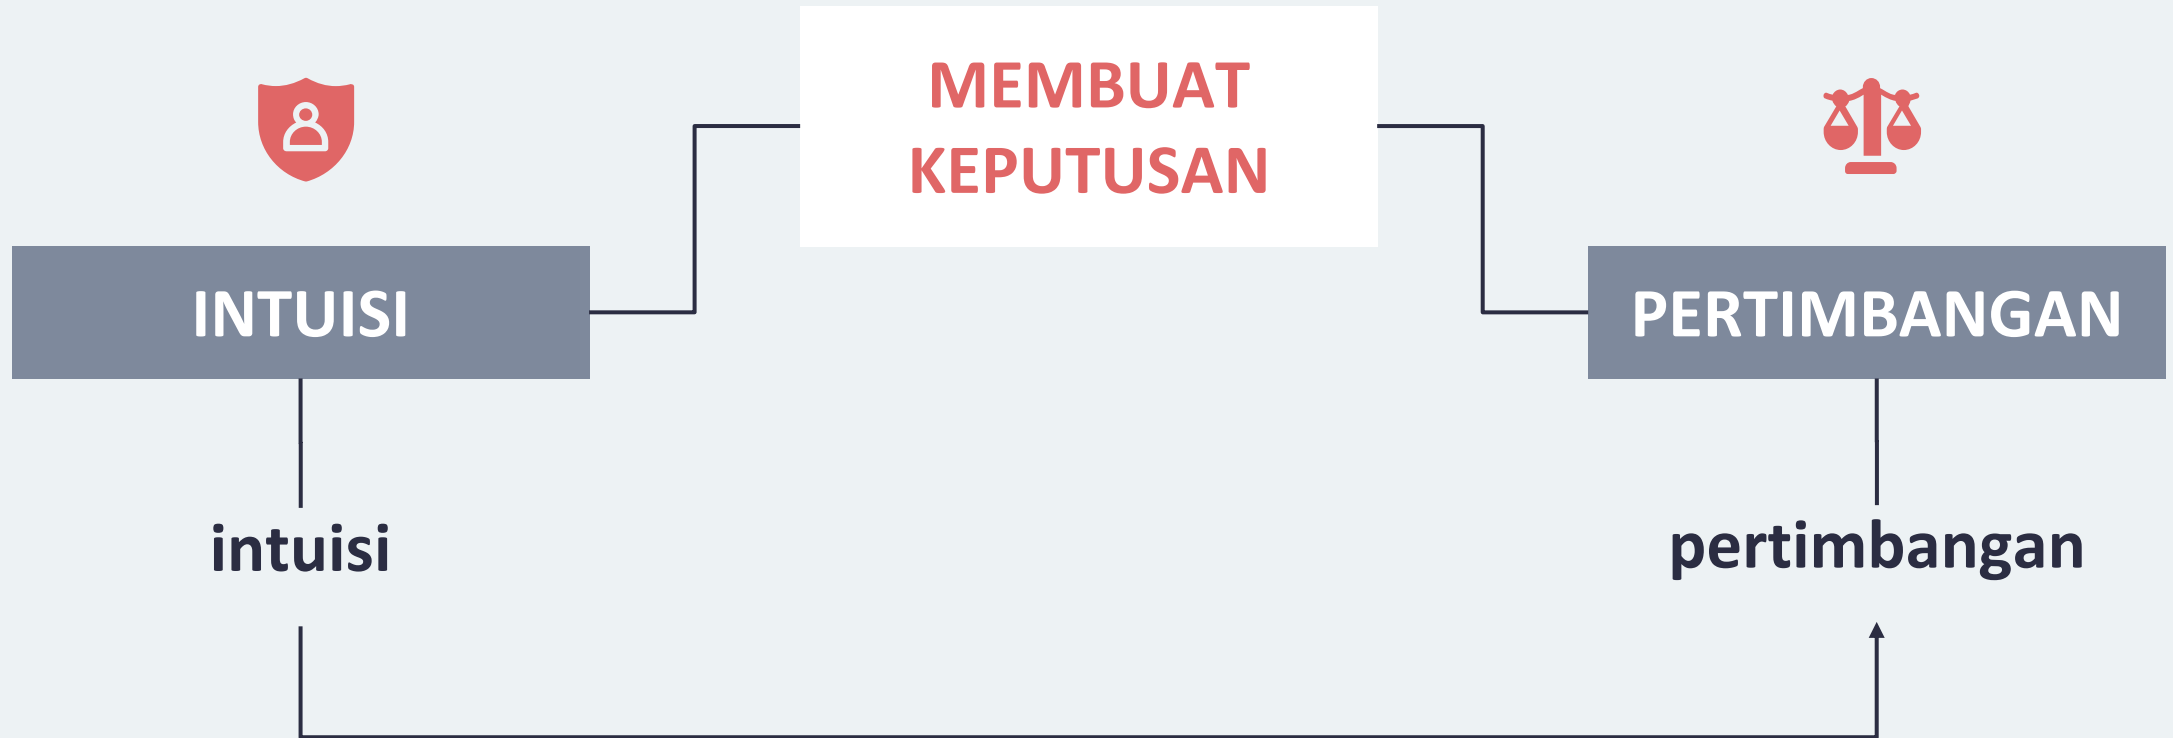 MEMBUAT
KEPUTUSAN
INTUISI
PERTIMBANGAN
intuisi
pertimbangan